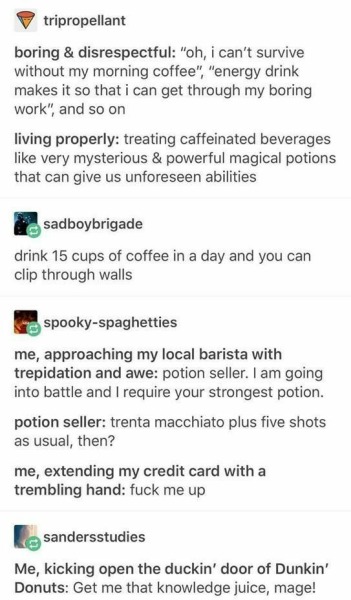 tripropellant
boring & disrespectful: "oh, i can't survive
without my morning coffee", "energy drink
makes it so that i can get through my boring
work", and so on
living properly: treating caffeinated beverages
like very mysterious & powerful magical potions
that can give us unforeseen abilities
sadboybrigade
drink 15 cups of coffee in a day and you can
clip through walls
spooky-spaghetties
me, approaching my local barista with
trepidation and awe: potion seller. I am going
into battle and I require your strongest potion.
potion seller: trenta macchiato plus five shots
as usual, then?
me, extending my credit card with a
trembling hand: fuck me up
sandersstudies
Me, kicking open the duckin' door of Dunkin'
Donuts: Get me that knowledge juice, mage!